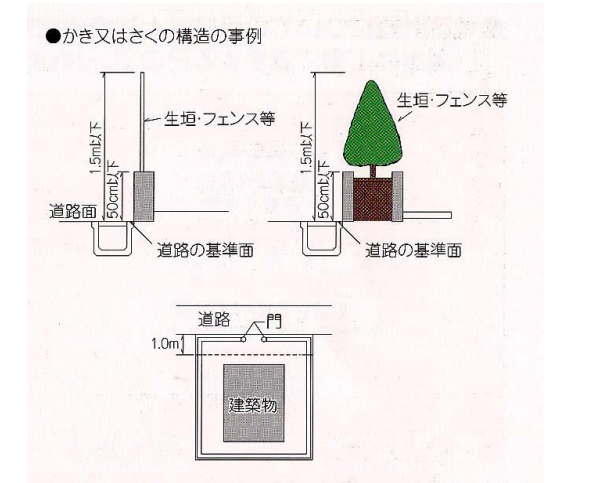 ●かき又はさくの構造の事例
生垣・フェンス等
1.5m以下
50cm以下
道路面
道路の基準面
生垣・フェンス等
1.5m以下
50cm以下
道路の基準面
道路
門
1.0m
建築物